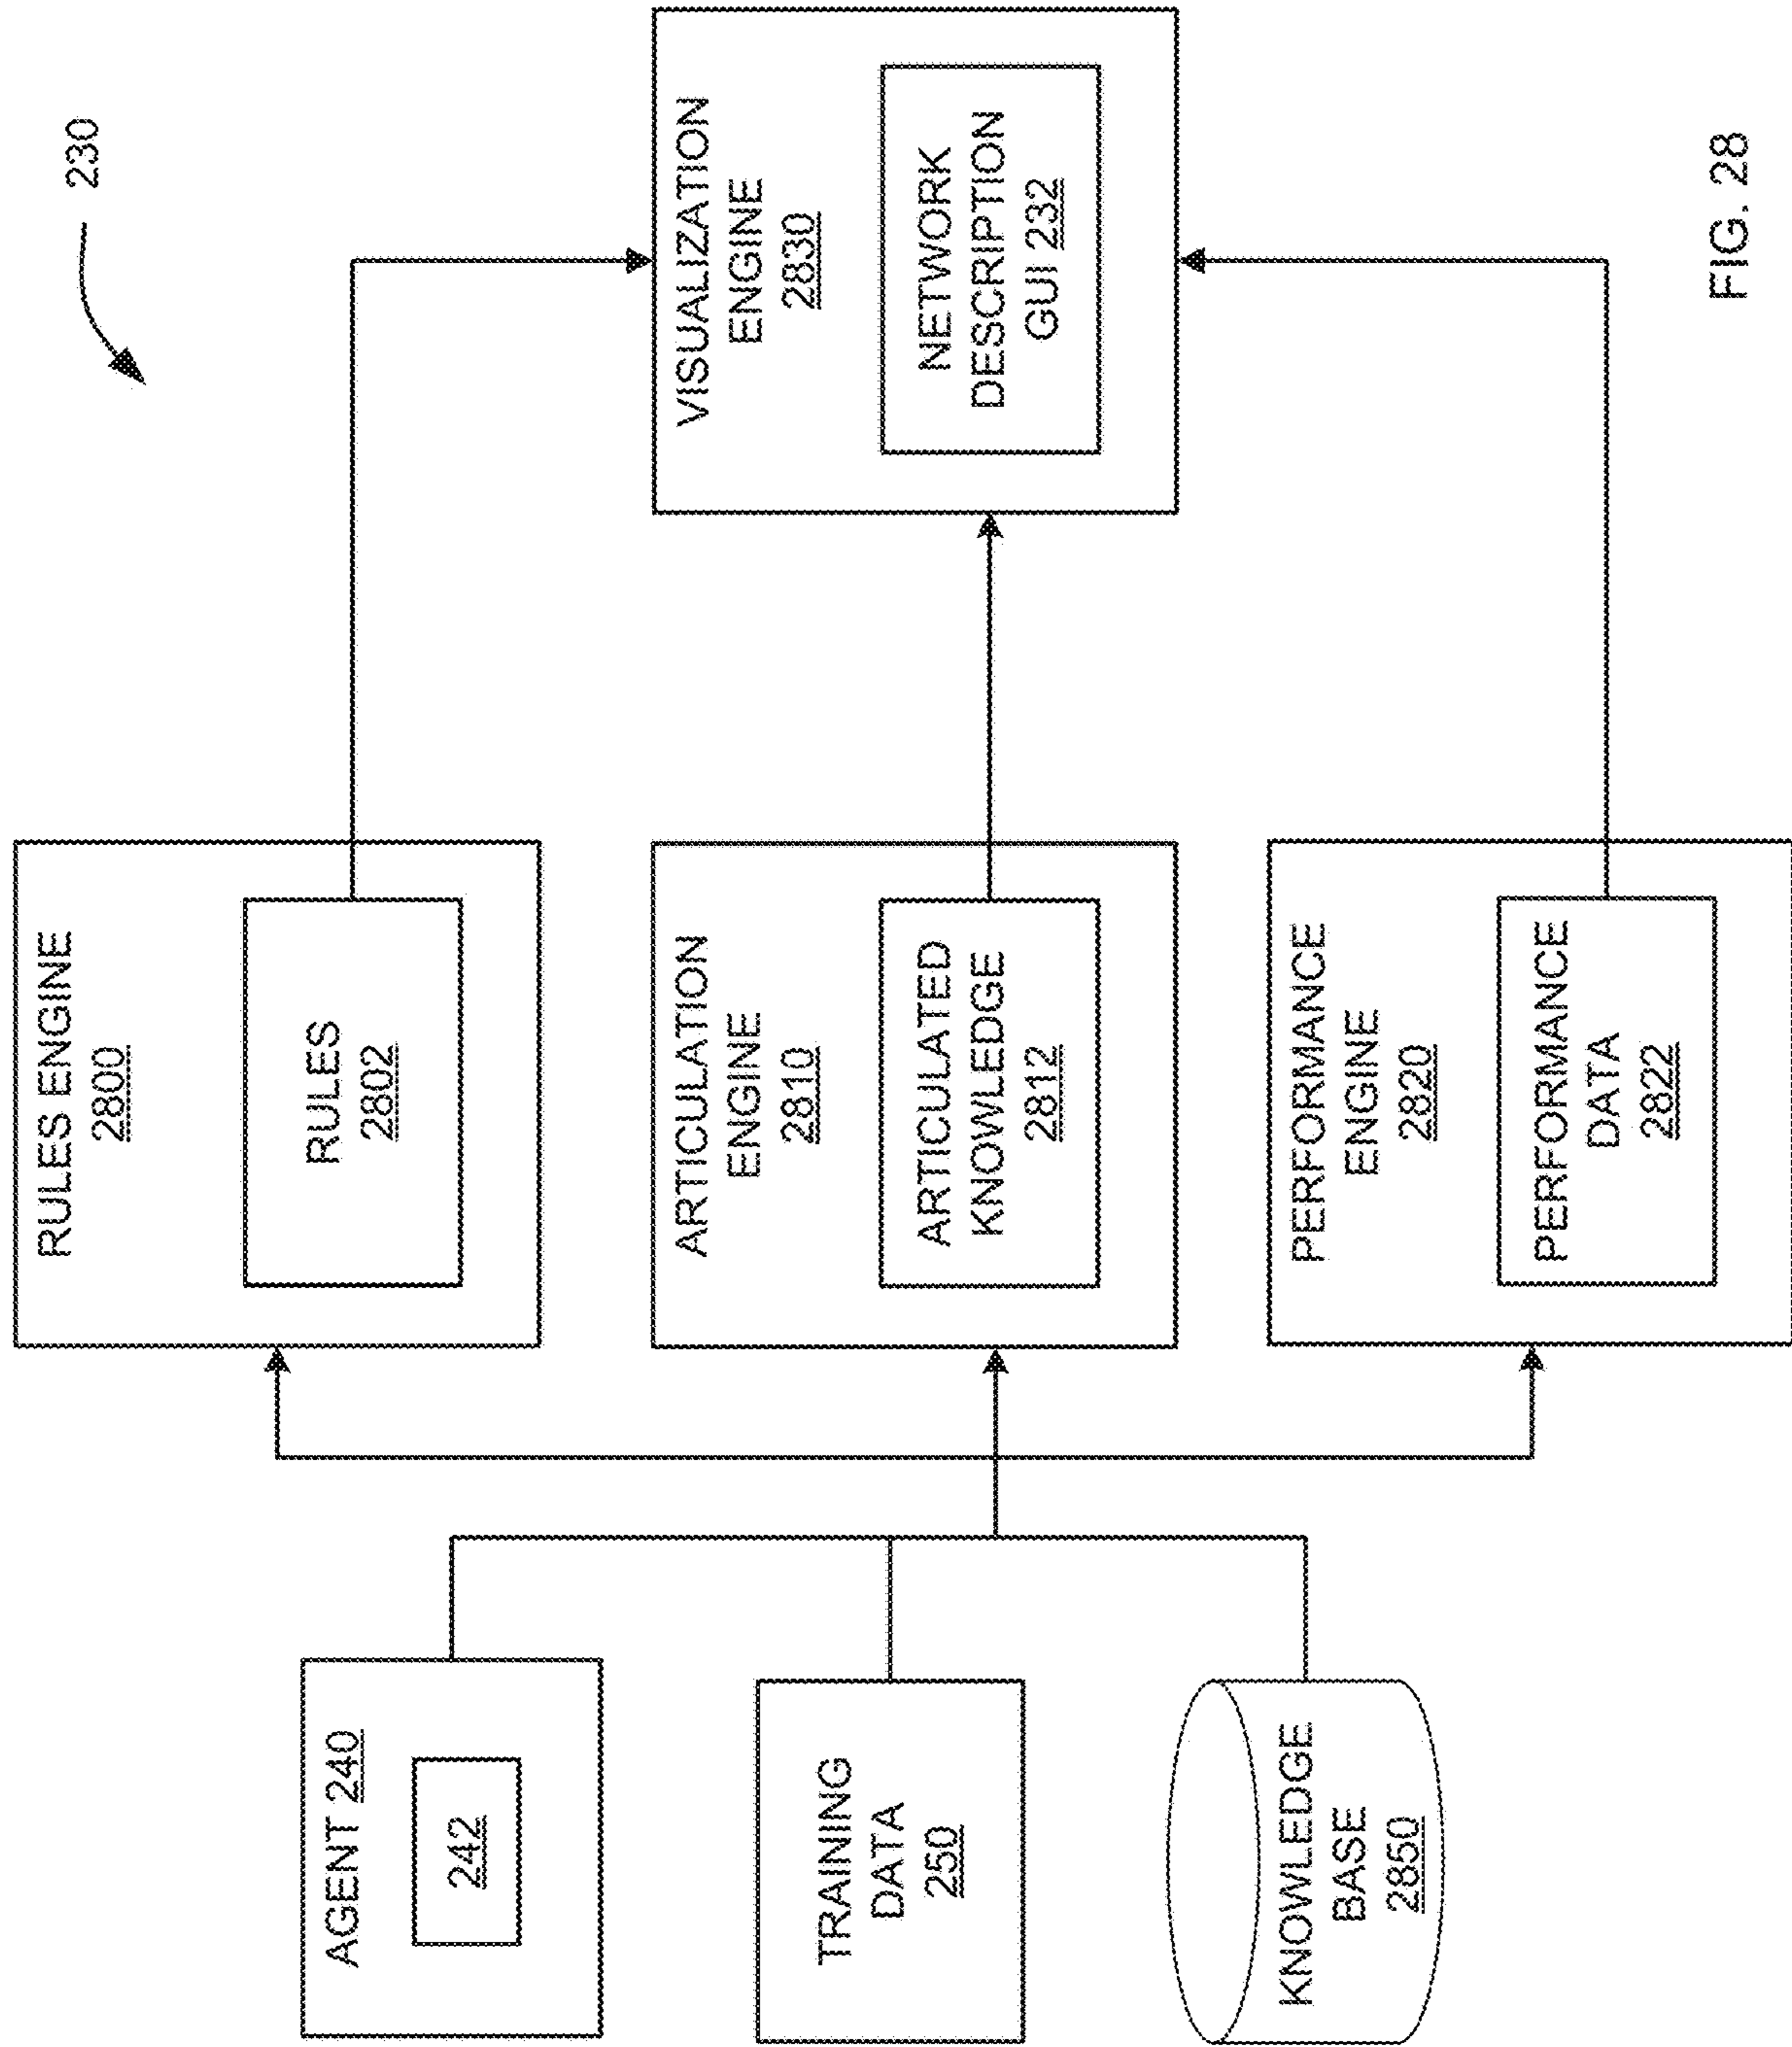 230
AGENT 240
242
TRAINING
DATA
250
KNOWLEDGE
BASE
2850
RULES ENGINE
2800
RULES
2802
ARTICULATION
ENGINE
2810
ARTICULATED
KNOWLEDGE
2812
PERFORMANCE
ENGINE
2820
PERFORMANCE
DATA
2822
VISUALIZATION
ENGINE
2830
NETWORK
DESCRIPTION
GUI 232
FIG. 28